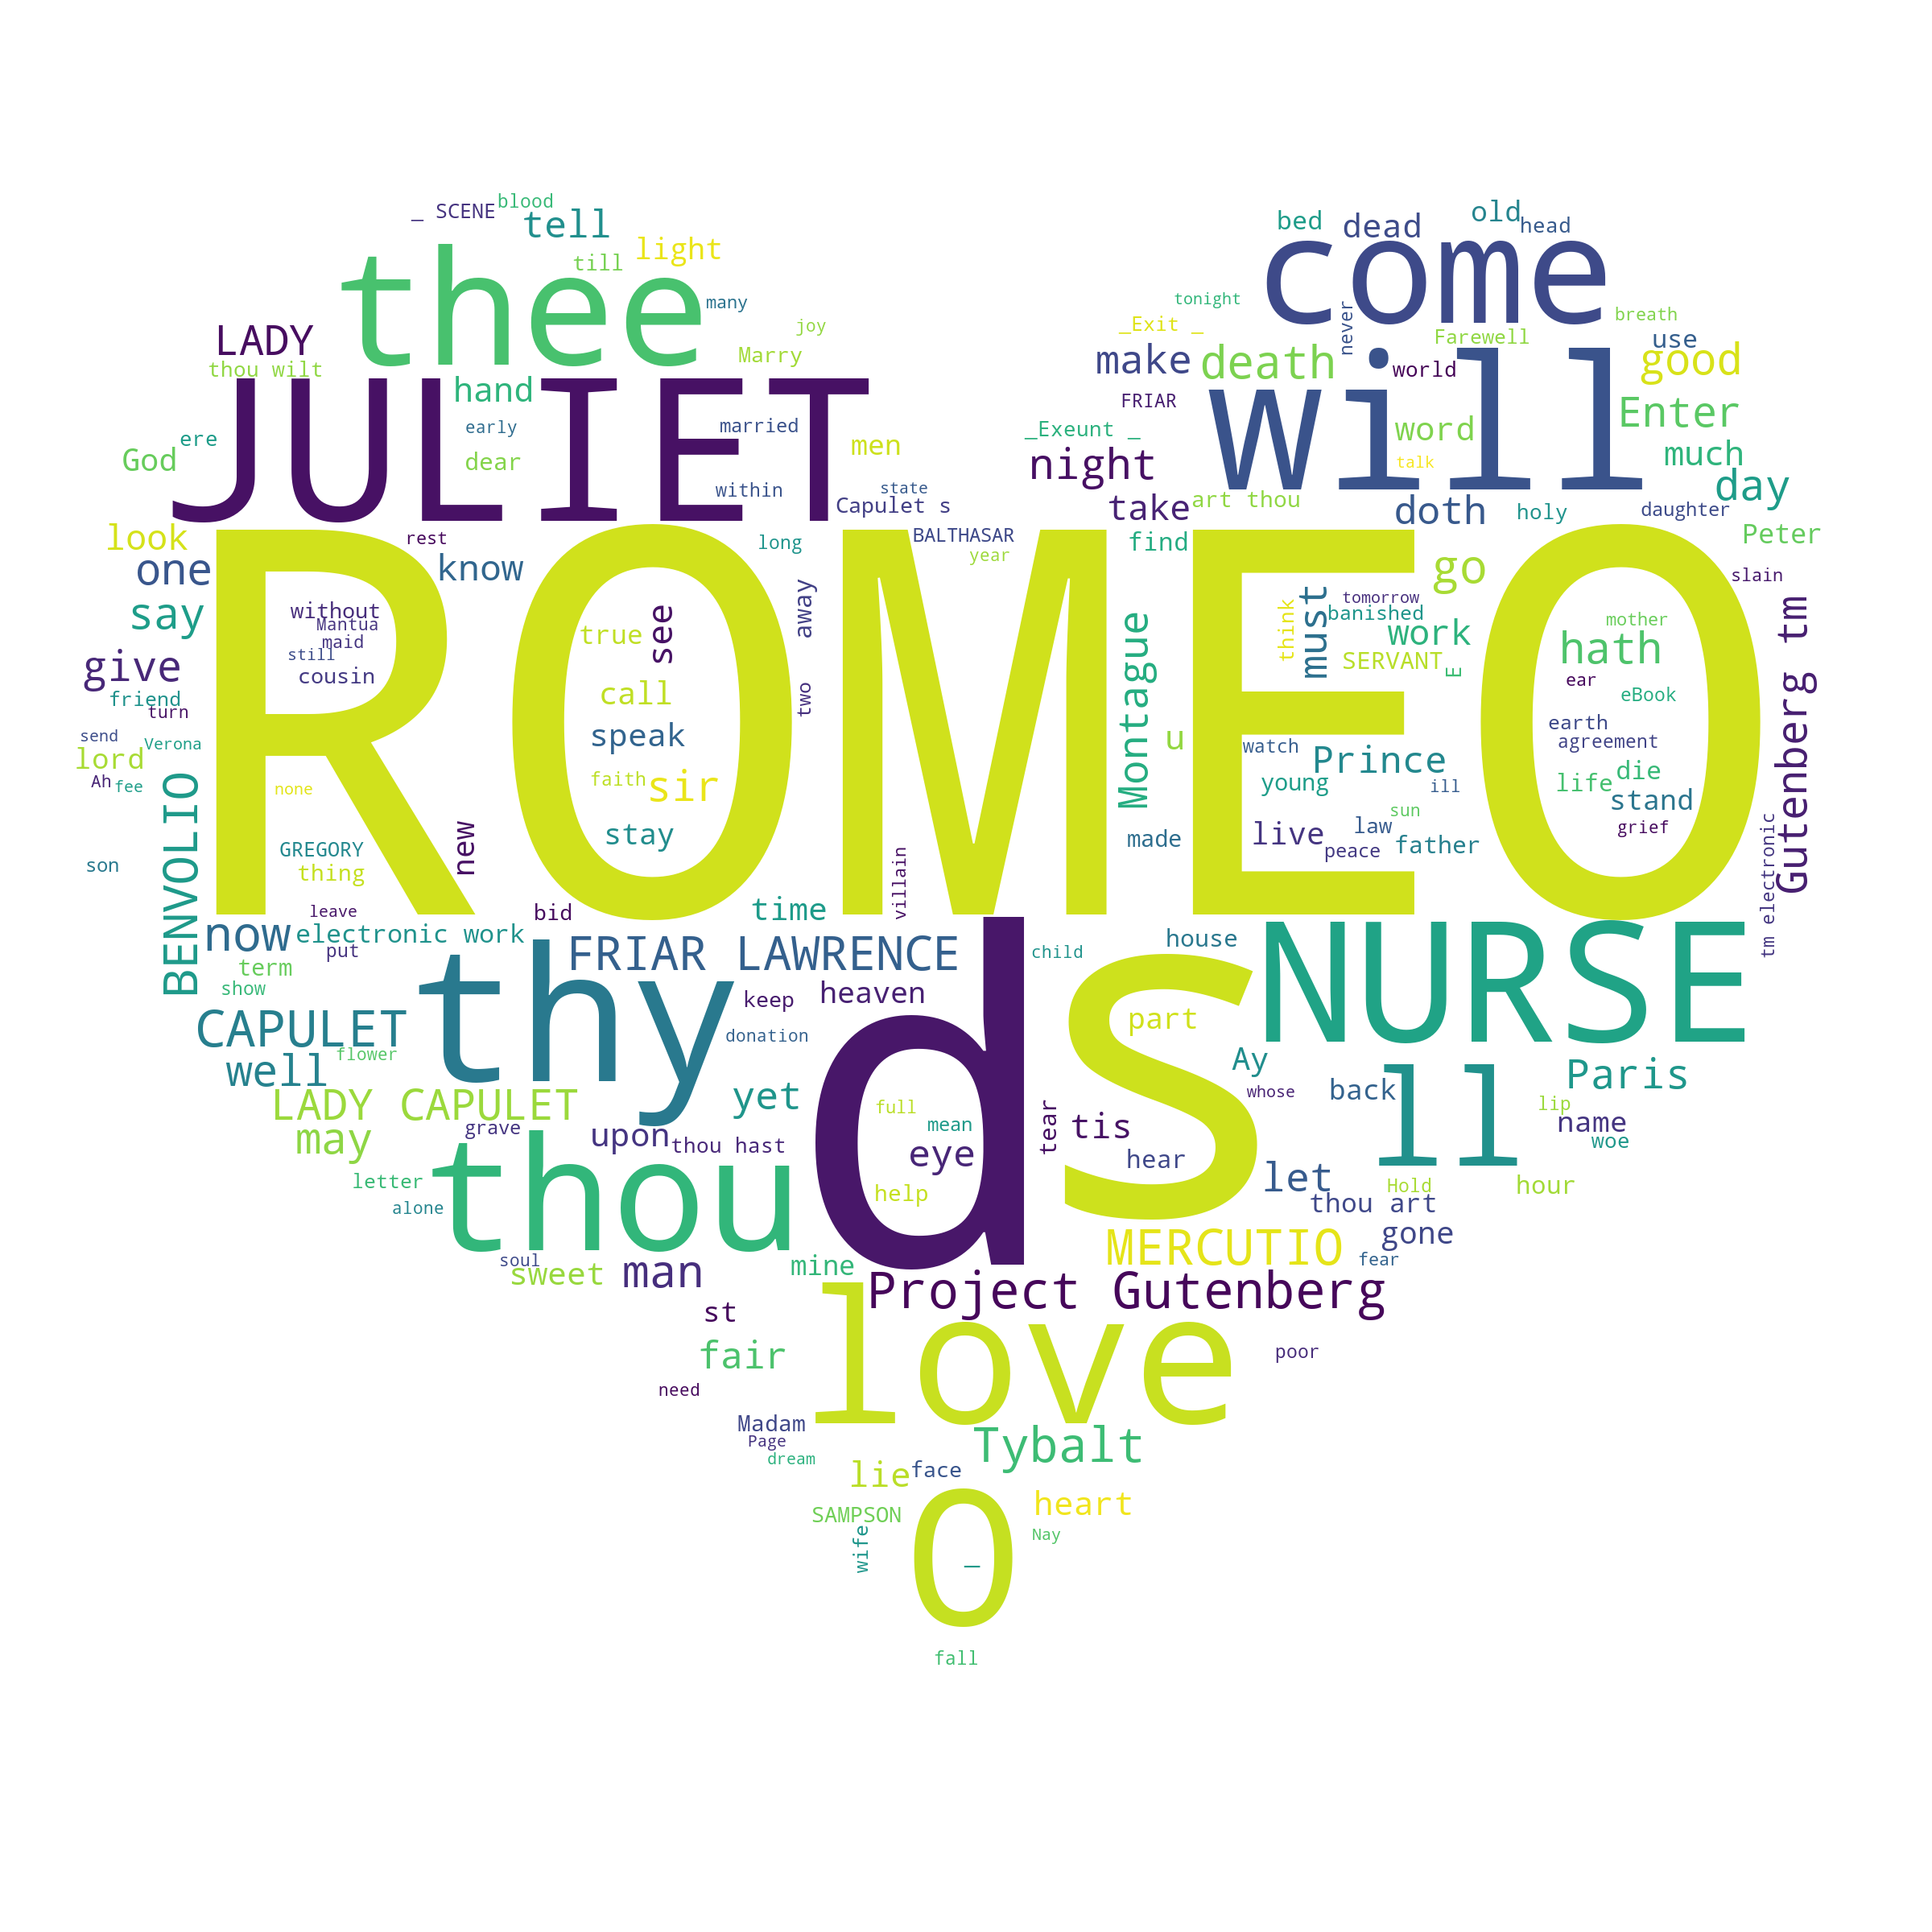 blood
_ SCENE
tell
old
head
bed
dead
come
light
thee
till
many
tonight
joy
_Exit _
never
breath
Farewell
use
LADY
Marry
make
death
good
world
thou wilt
JULIET
hand
will
FRIAR
Enter
early
married
_Exeunt _
word
ere
men
God
dear
night
talk
much
within
state
day
Capulet s
take
art thou
doth
holy
daughter
look
rest
BALTHASAR
long
year
find
Peter
one
know
ROMEO
go
slain
say
without
Mantua
maid
still
cousin
true
see
away
Montague
think
must
tomorrow
banished
work
SERVANT
E
mother
hath
ear
eBook
Gutenberg tm
give
friend
turn
call
two
send
Verona
lord
Ah
fee
speak
u
watch
Prince
earth
agreement
none
faith
sir
young
ill
life
die
stand
BENVOLIO
new
stay
sun
grief
GREGORY
thing
son
made
live
law
peace
father
villain
tm electronic
leave
bid
time
now
electronic work
put
FRIAR LAWRENCE
child
house
NURSE
term
show
thy
keep
heaven
d
s
part
CAPULET
donation
flower
well
Ay
Paris
LADY CAPULET
yet
full
whose
back
lip
name
may
grave
upon
thou hast
mean
eye
tear
tis
woe
thou
hear
ll
letter
help
let
Hold
hour
alone
thou art
soul
sweet
man
mine
MERCUTIO
gone
fear
Project Gutenberg
st
love
fair
poor
need
Madam
Page
dream
Tybalt
lie
face
SAMPSON
O
heart
wife
_
Nay
fall